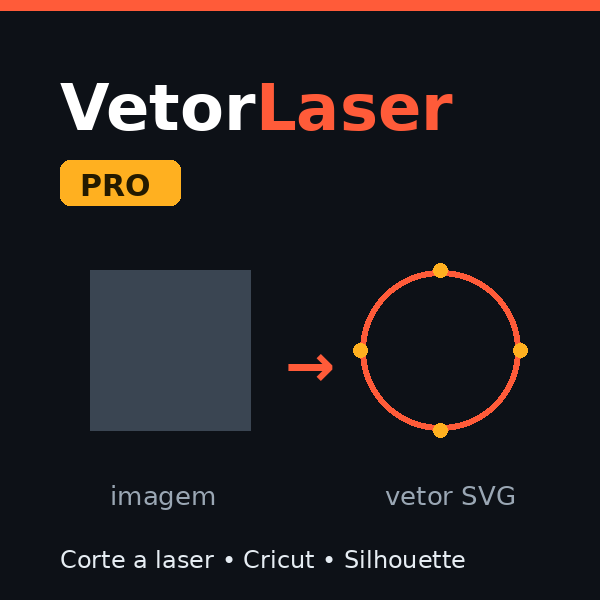 VetorLaser
PRO
→
imagem
vetor SVG
Corte a laser • Cricut • Silhouette